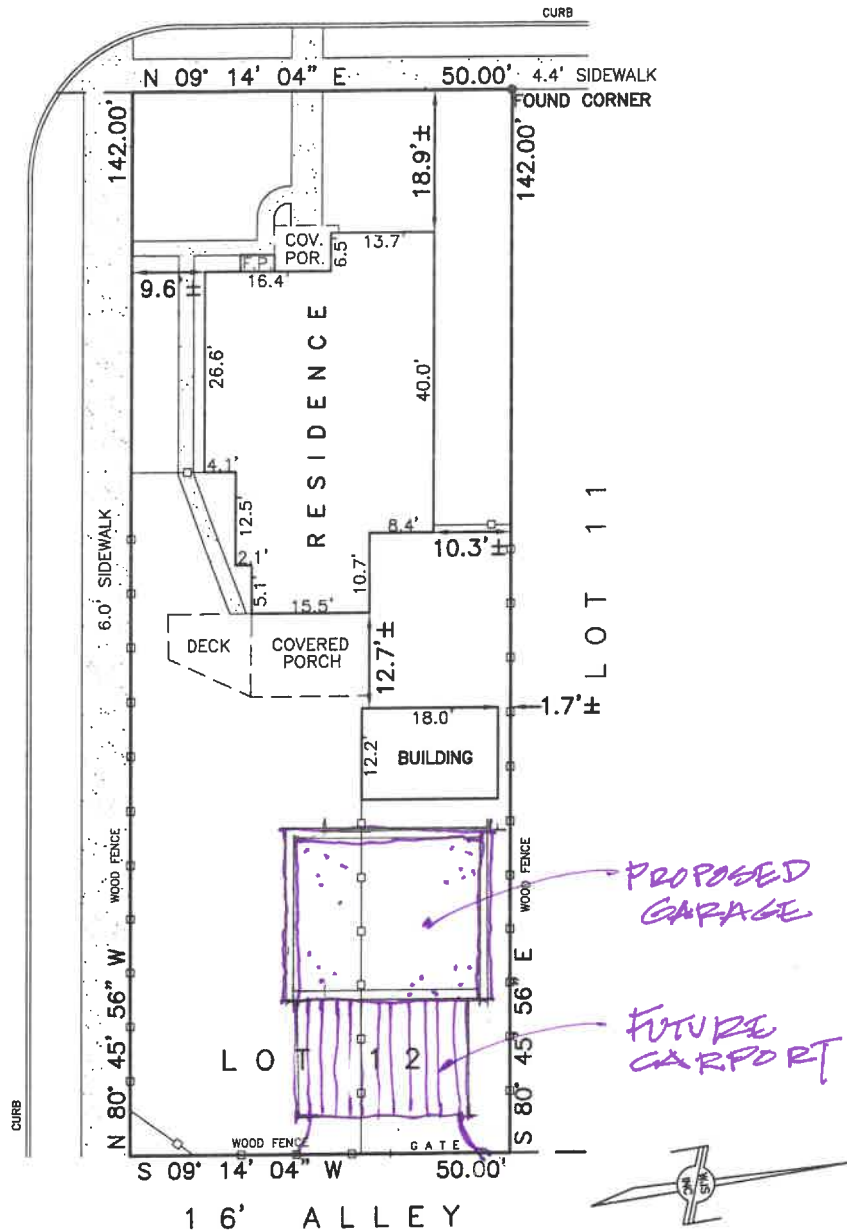 CURB
N 09° 14' 04" E
50.00'
4.4' SIDEWALK
FOUND CORNER
142.00'
142.00'
18.9'±
COV.
POR.
6.5'
13.7'
F.P.
16.4'
9.6'±
26.6'
RESIDENCE
40.0'
4.1'
12.5'
2.1'
5.1'
15.5'
10.7'
8.4'
10.3'±
LOT 11
6.0' SIDEWALK
DECK
COVERED
PORCH
12.7'±
18.0'
1.7'±
12.2'
BUILDING
WOOD FENCE
WOOD FENCE
PROPOSED
GARAGE
FUTURE
CARPORT
LOT 12
N 80° 45' 56" W
S 80° 45' 56" E
CURB
WOOD FENCE
GATE
S 09° 14' 04" W
50.00'
WJS
INC
16' ALLEY